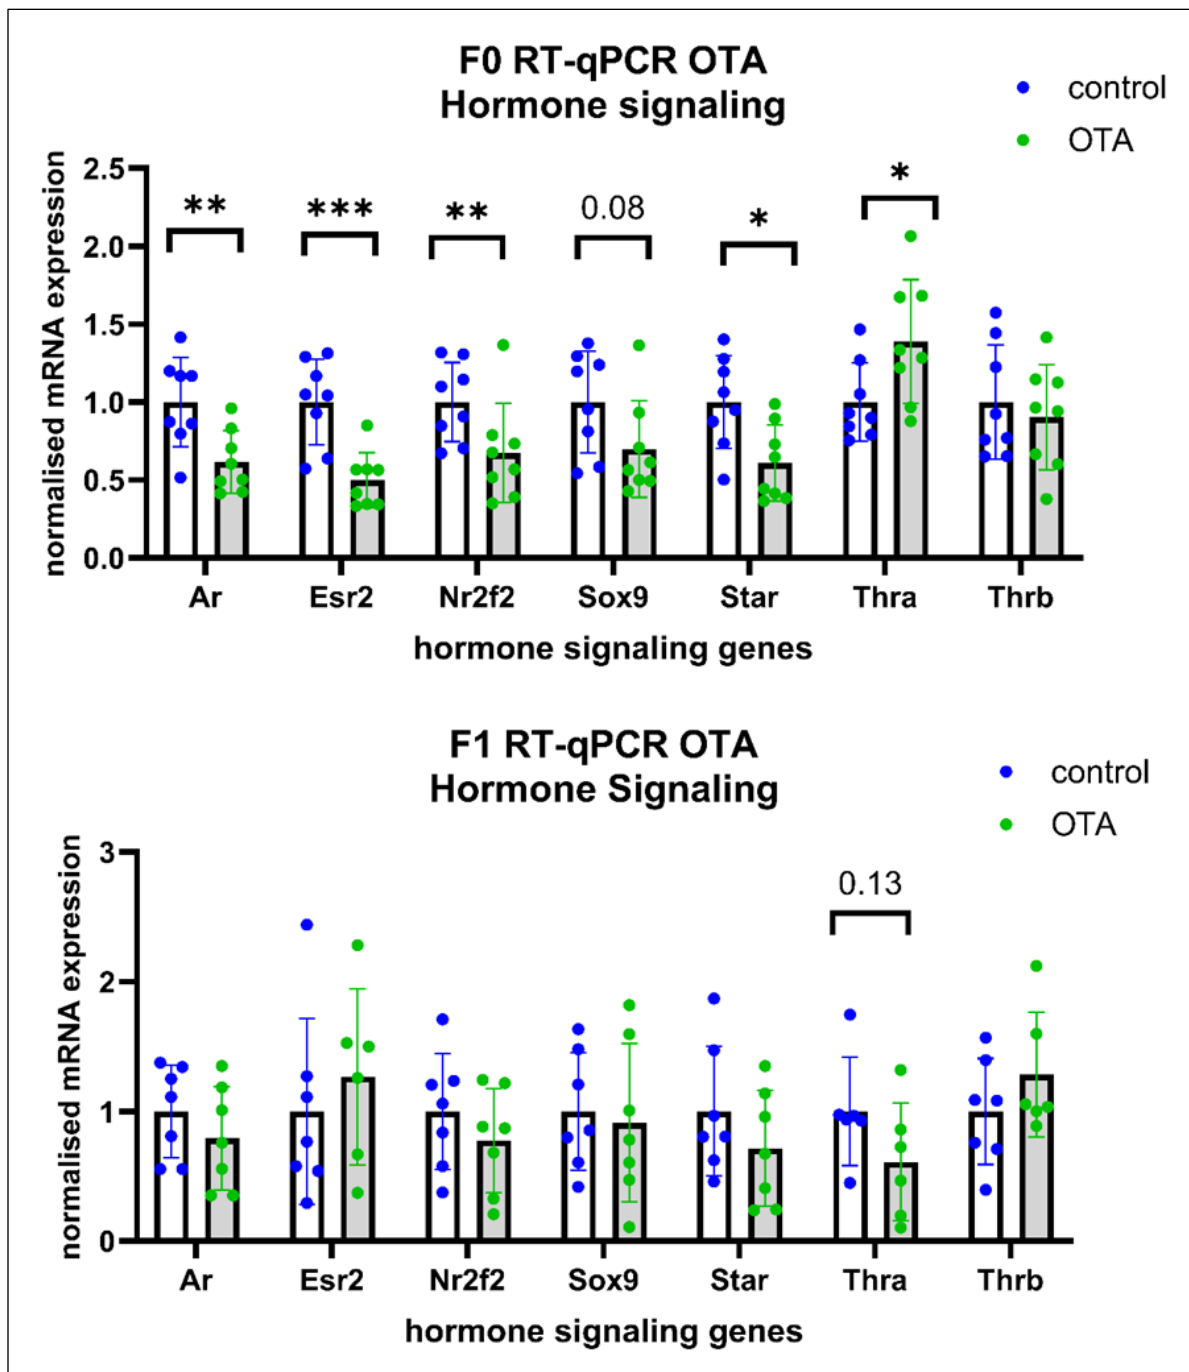 F0 RT-qPCR OTA
Hormone signaling
control
OTA
normalised mRNA expression
2.5
2.0
1.5
1.0
0.5
0.0
** *** ** 0.08 * * 
Ar Esr2 Nr2f2 Sox9 Star Thra Thrb
hormone signaling genes
F1 RT-qPCR OTA
Hormone Signaling
control
OTA
normalised mRNA expression
3
2
1
0
0.13
Ar Esr2 Nr2f2 Sox9 Star Thra Thrb
hormone signaling genes